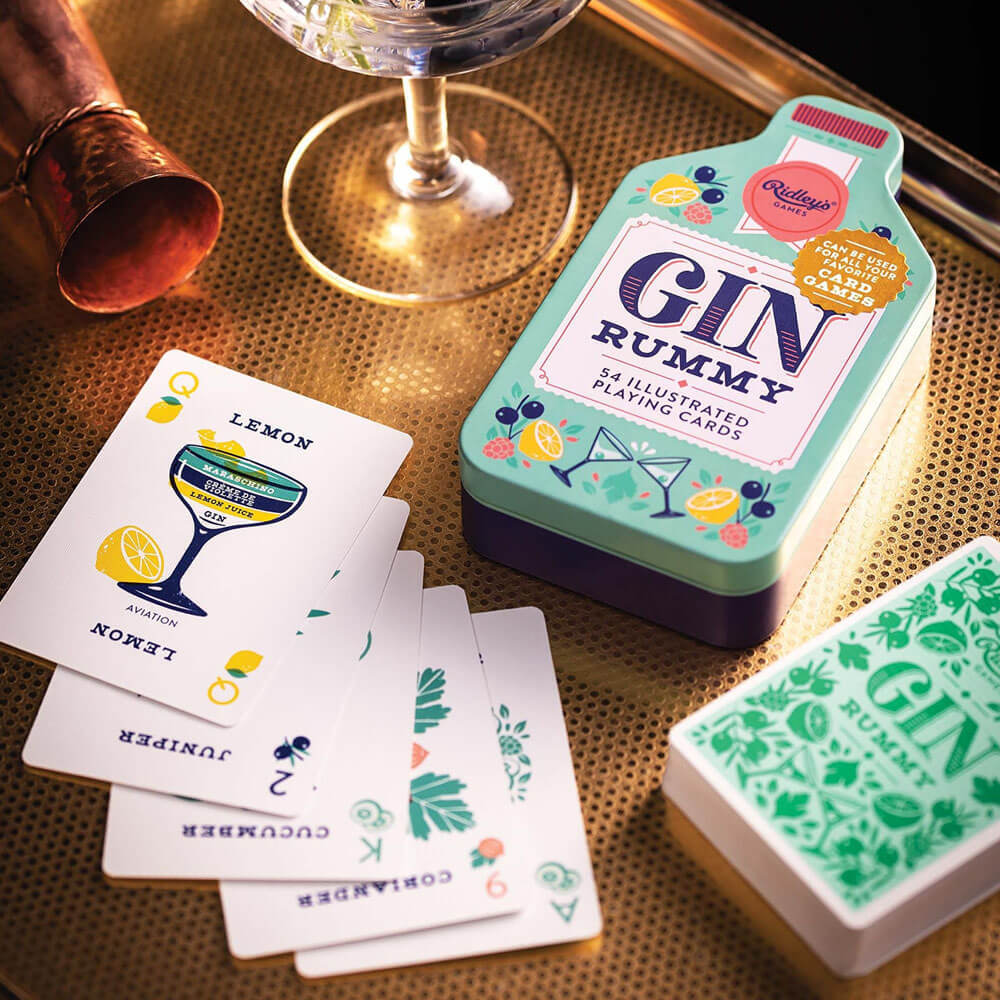 Ridley's®
GAMES
CAN BE USED
FOR ALL YOUR
FAVORITE
CARD
GAMES
GIN
RUMMY
54 ILLUSTRATED
PLAYING CARDS
Q
LEMON
MARASCHINO
CRÈME DE
VIOLETTE
LEMON JUICE
GIN
AVIATION
LEMON
Q
JUNIPER
2
CUCUMBER
K
CORIANDER
9
A
GIN
RUMMY